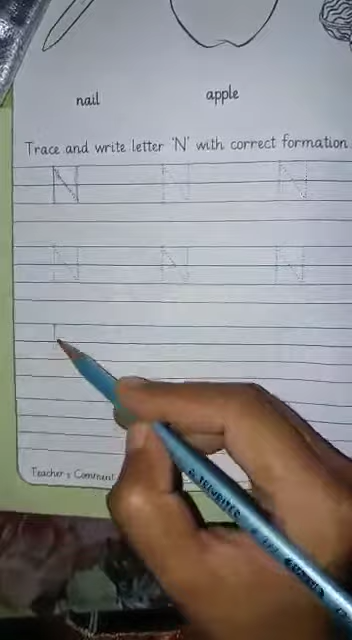 nail apple
Trace and write letter 'N' with correct formation.
N N N
N N N
Teacher's Comment